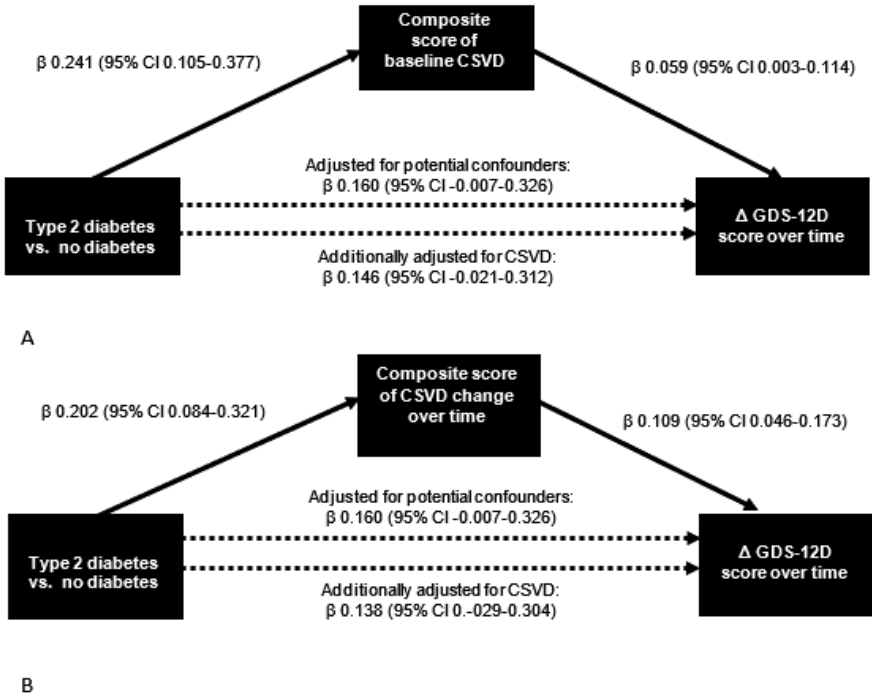 Composite
score of
baseline CSVD
β 0.241 (95% CI 0.105-0.377)
β 0.059 (95% CI 0.003-0.114)
Adjusted for potential confounders:
β 0.160 (95% CI -0.007-0.326)
Type 2 diabetes
vs. no diabetes
Δ GDS-12D
score over time
Additionally adjusted for CSVD:
β 0.146 (95% CI -0.021-0.312)
A
Composite score
of CSVD change
over time
β 0.202 (95% CI 0.084-0.321)
β 0.109 (95% CI 0.046-0.173)
Adjusted for potential confounders:
β 0.160 (95% CI -0.007-0.326)
Type 2 diabetes
vs. no diabetes
Δ GDS-12D
score over time
Additionally adjusted for CSVD:
β 0.138 (95% CI 0.-029-0.304)
B